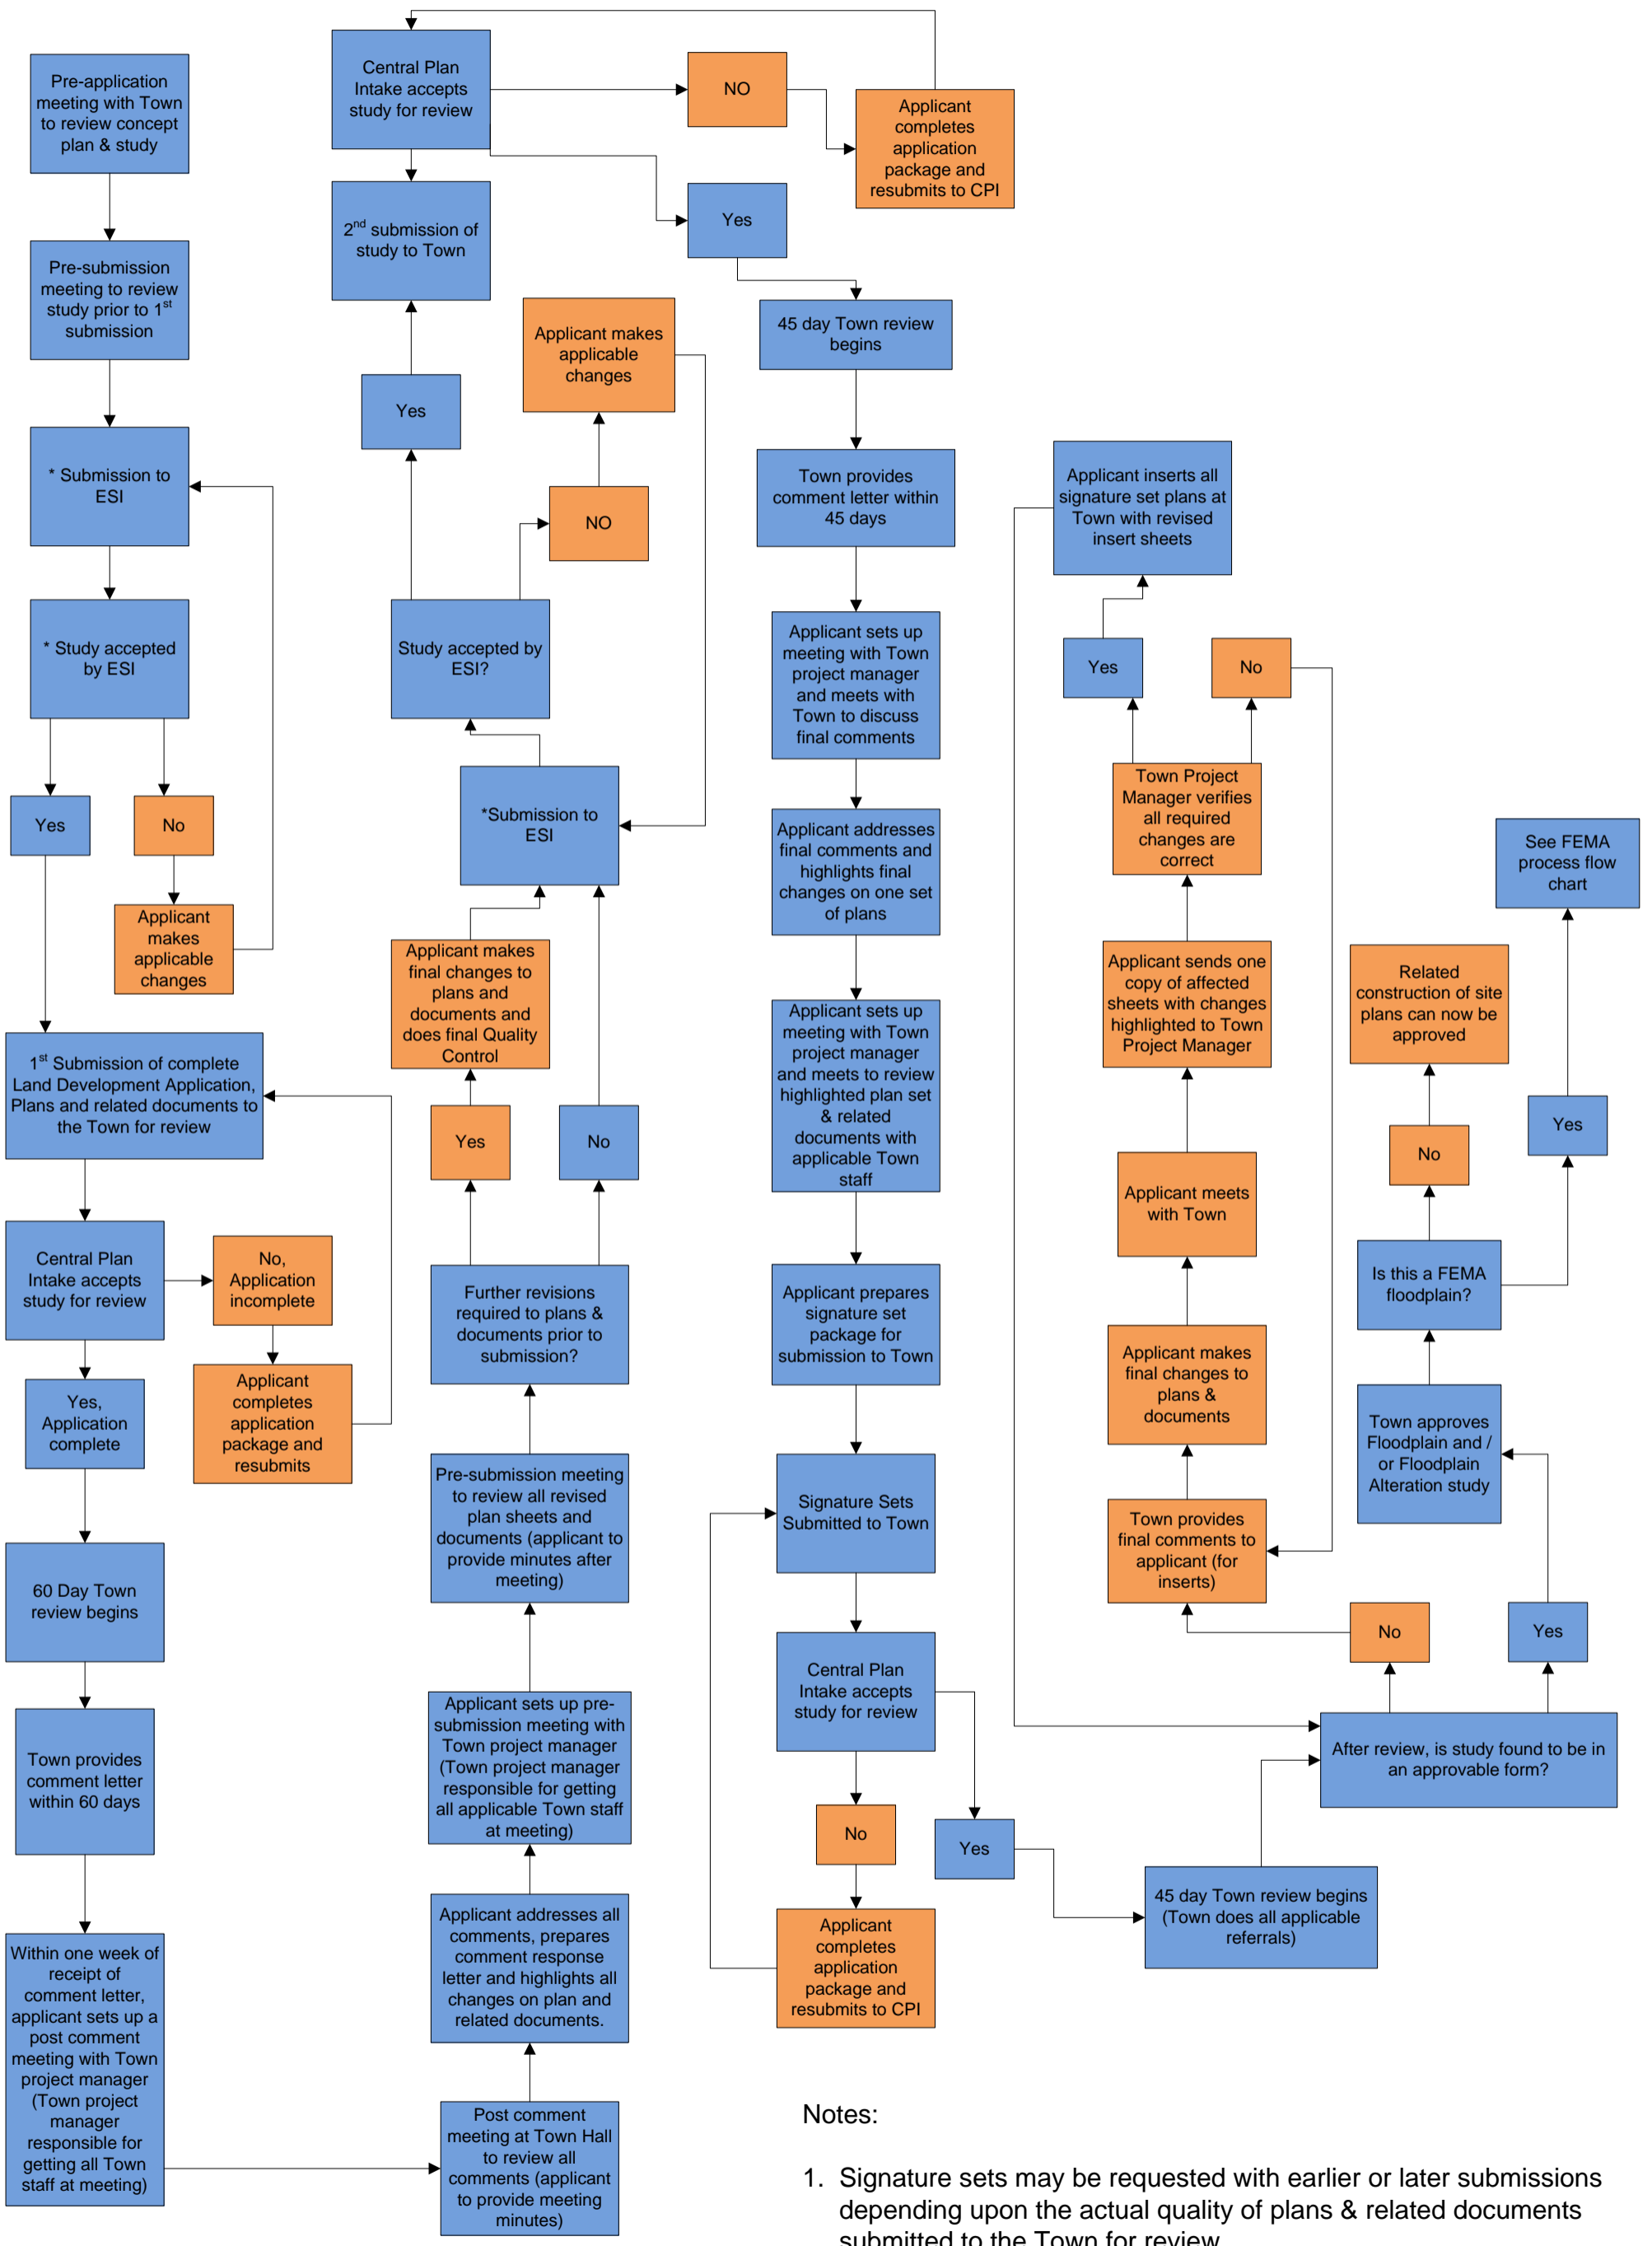 Pre-application
meeting with Town
to review concept
plan & study
Pre-submission
meeting to review
study prior to 1st
submission
* Submission to
ESI
* Study accepted
by ESI
Yes
No
Applicant
makes
applicable
changes
1st Submission of complete
Land Development Application,
Plans and related documents to
the Town for review
Central Plan
Intake accepts
study for review
No,
Application
incomplete
Applicant
completes
application
package and
resubmits
Yes,
Application
complete
60 Day Town
review begins
Town provides
comment letter
within 60 days
Within one week of
receipt of
comment letter,
applicant sets up a
post comment
meeting with Town
project manager
(Town project
manager
responsible for
getting all Town
staff at meeting)
Post comment
meeting at Town Hall
to review all
comments (applicant
to provide meeting
minutes)
Applicant addresses all
comments, prepares
comment response
letter and highlights all
changes on plan and
related documents.
Applicant sets up pre-
submission meeting with
Town project manager
(Town project manager
responsible for getting
all applicable Town staff
at meeting)
Pre-submission meeting
to review all revised
plan sheets and
documents (applicant to
provide minutes after
meeting)
Further revisions
required to plans &
documents prior to
submission?
Yes
No
Applicant makes
final changes to
plans and
documents and
does final Quality
Control
*Submission to
ESI
Study accepted by
ESI?
NO
Applicant makes
applicable
changes
Yes
2nd submission of
study to Town
Central Plan
Intake accepts
study for review
NO
Applicant
completes
application
package and
resubmits to CPI
Yes
45 day Town review
begins
Town provides
comment letter within
45 days
Applicant sets up
meeting with Town
project manager
and meets with
Town to discuss
final comments
Applicant addresses
final comments and
highlights final
changes on one set
of plans
Applicant sets up
meeting with Town
project manager
and meets to review
highlighted plan set
& related
documents with
applicable Town
staff
Applicant prepares
signature set
package for
submission to Town
Signature Sets
Submitted to Town
Central Plan
Intake accepts
study for review
No
Applicant
completes
application
package and
resubmits to CPI
Yes
45 day Town review begins
(Town does all applicable
referrals)
After review, is study found to be in
an approvable form?
No
Yes
Town provides
final comments to
applicant (for
inserts)
Applicant makes
final changes to
plans &
documents
Applicant meets
with Town
Applicant sends one
copy of affected
sheets with changes
highlighted to Town
Project Manager
Town Project
Manager verifies
all required
changes are
correct
Yes
No
Applicant inserts all
signature set plans at
Town with revised
insert sheets
Town approves
Floodplain and /
or Floodplain
Alteration study
Is this a FEMA
floodplain?
No
Related
construction of site
plans can now be
approved
Yes
See FEMA
process flow
chart
Notes:
1. Signature sets may be requested with earlier or later submissions
depending upon the actual quality of plans & related documents
submitted to the Town for review